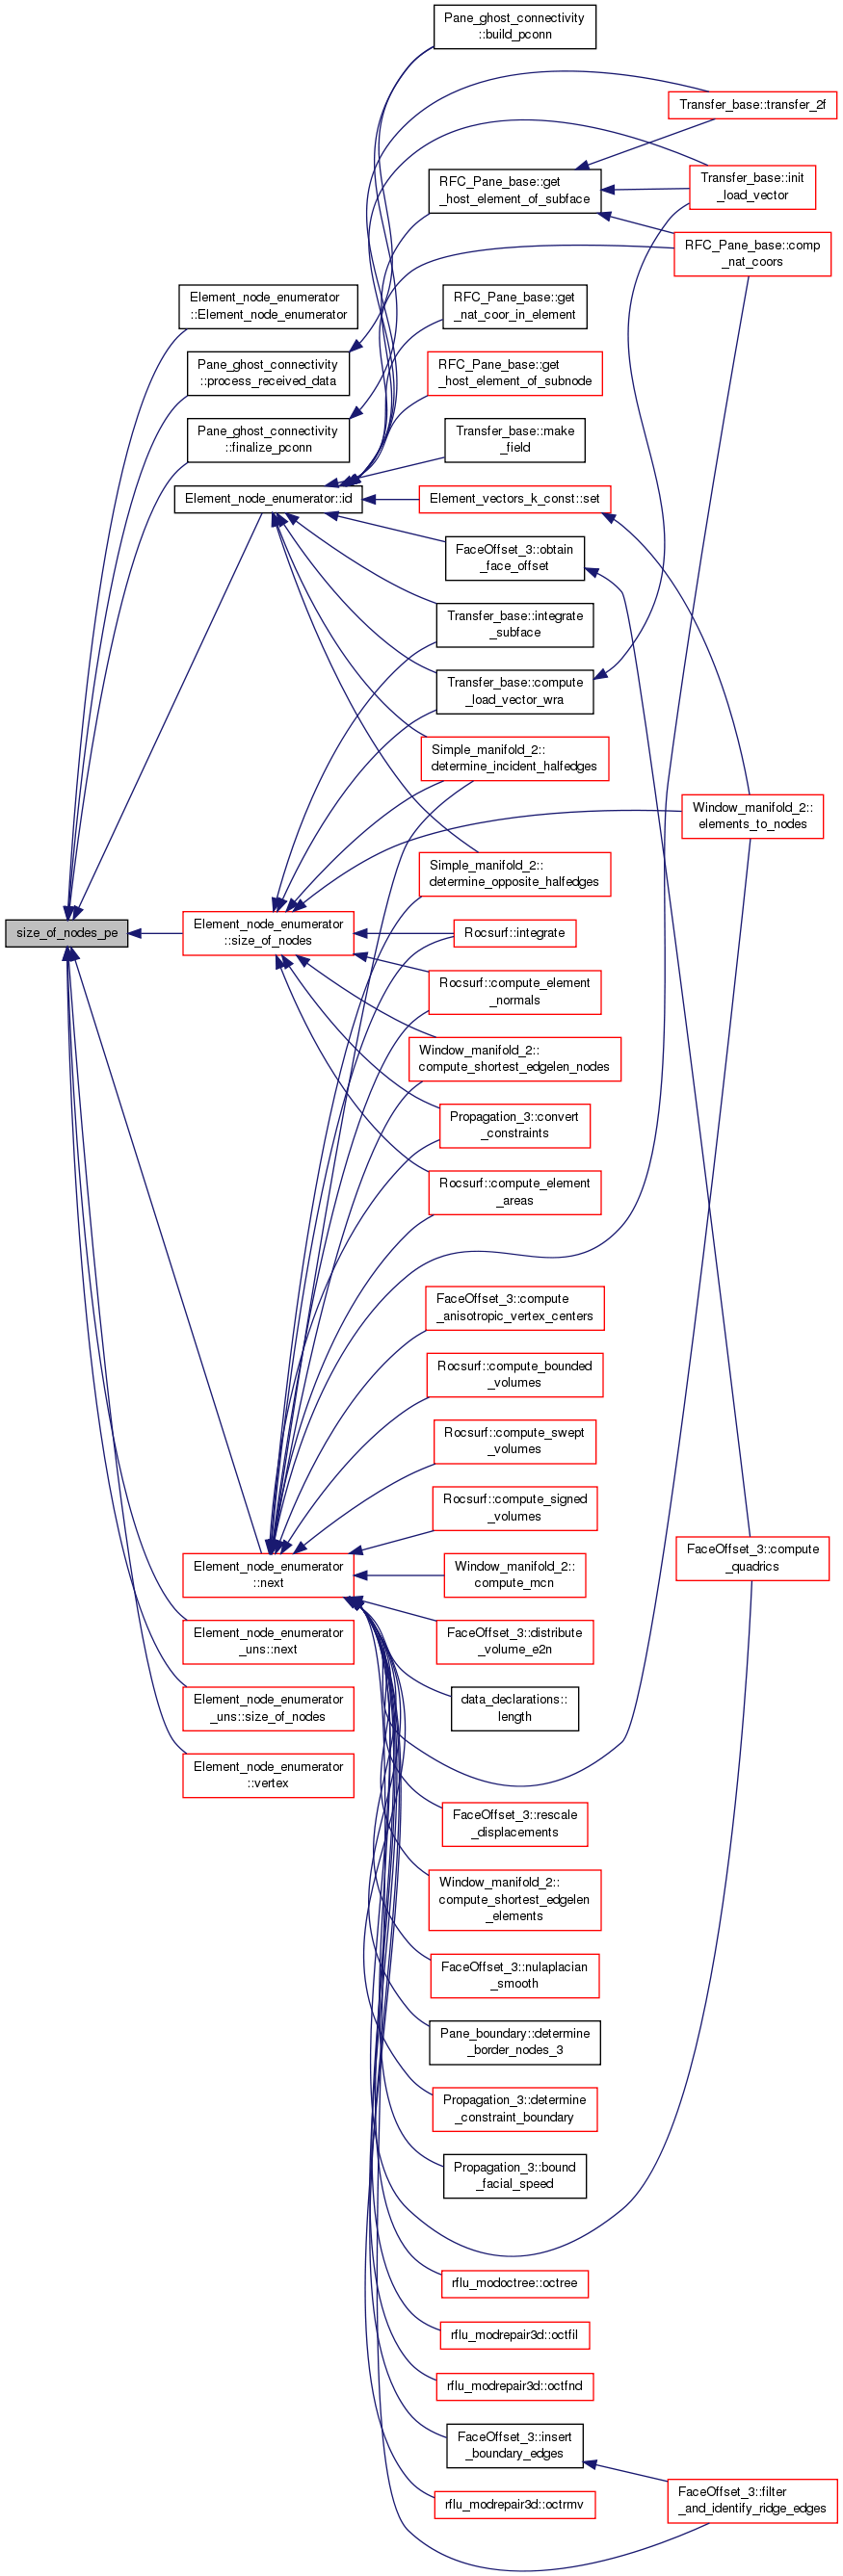 Pane_ghost_connectivity
::build_pconn
Transfer_base::transfer_2f
RFC_Pane_base::get
_host_element_of_subface
Transfer_base::init
_load_vector
RFC_Pane_base::comp
_nat_coors
Element_node_enumerator
::Element_node_enumerator
RFC_Pane_base::get
_nat_coor_in_element
Pane_ghost_connectivity
::process_received_data
RFC_Pane_base::get
_host_element_of_subnode
Pane_ghost_connectivity
::finalize_pconn
Transfer_base::make
_field
Element_node_enumerator::id
Element_vectors_k_const::set
FaceOffset_3::obtain
_face_offset
Transfer_base::integrate
_subface
Transfer_base::compute
_load_vector_wra
Simple_manifold_2::
determine_incident_halfedges
Window_manifold_2::
elements_to_nodes
Simple_manifold_2::
determine_opposite_halfedges
size_of_nodes_pe
Element_node_enumerator
::size_of_nodes
Rocsurf::integrate
Rocsurf::compute_element
_normals
Window_manifold_2::
compute_shortest_edgelen_nodes
Propagation_3::convert
_constraints
Rocsurf::compute_element
_areas
FaceOffset_3::compute
_anisotropic_vertex_centers
Rocsurf::compute_bounded
_volumes
Rocsurf::compute_swept
_volumes
Rocsurf::compute_signed
_volumes
FaceOffset_3::compute
_quadrics
Element_node_enumerator
::next
Window_manifold_2::
compute_mcn
Element_node_enumerator
_uns::next
FaceOffset_3::distribute
_volume_e2n
Element_node_enumerator
_uns::size_of_nodes
data_declarations::
length
Element_node_enumerator
::vertex
FaceOffset_3::rescale
_displacements
Window_manifold_2::
compute_shortest_edgelen
_elements
FaceOffset_3::nulaplacian
_smooth
Pane_boundary::determine
_border_nodes_3
Propagation_3::determine
_constraint_boundary
Propagation_3::bound
_facial_speed
rflu_modoctree::octree
rflu_modrepair3d::octfil
rflu_modrepair3d::octfnd
FaceOffset_3::insert
_boundary_edges
FaceOffset_3::filter
_and_identify_ridge_edges
rflu_modrepair3d::octrmv